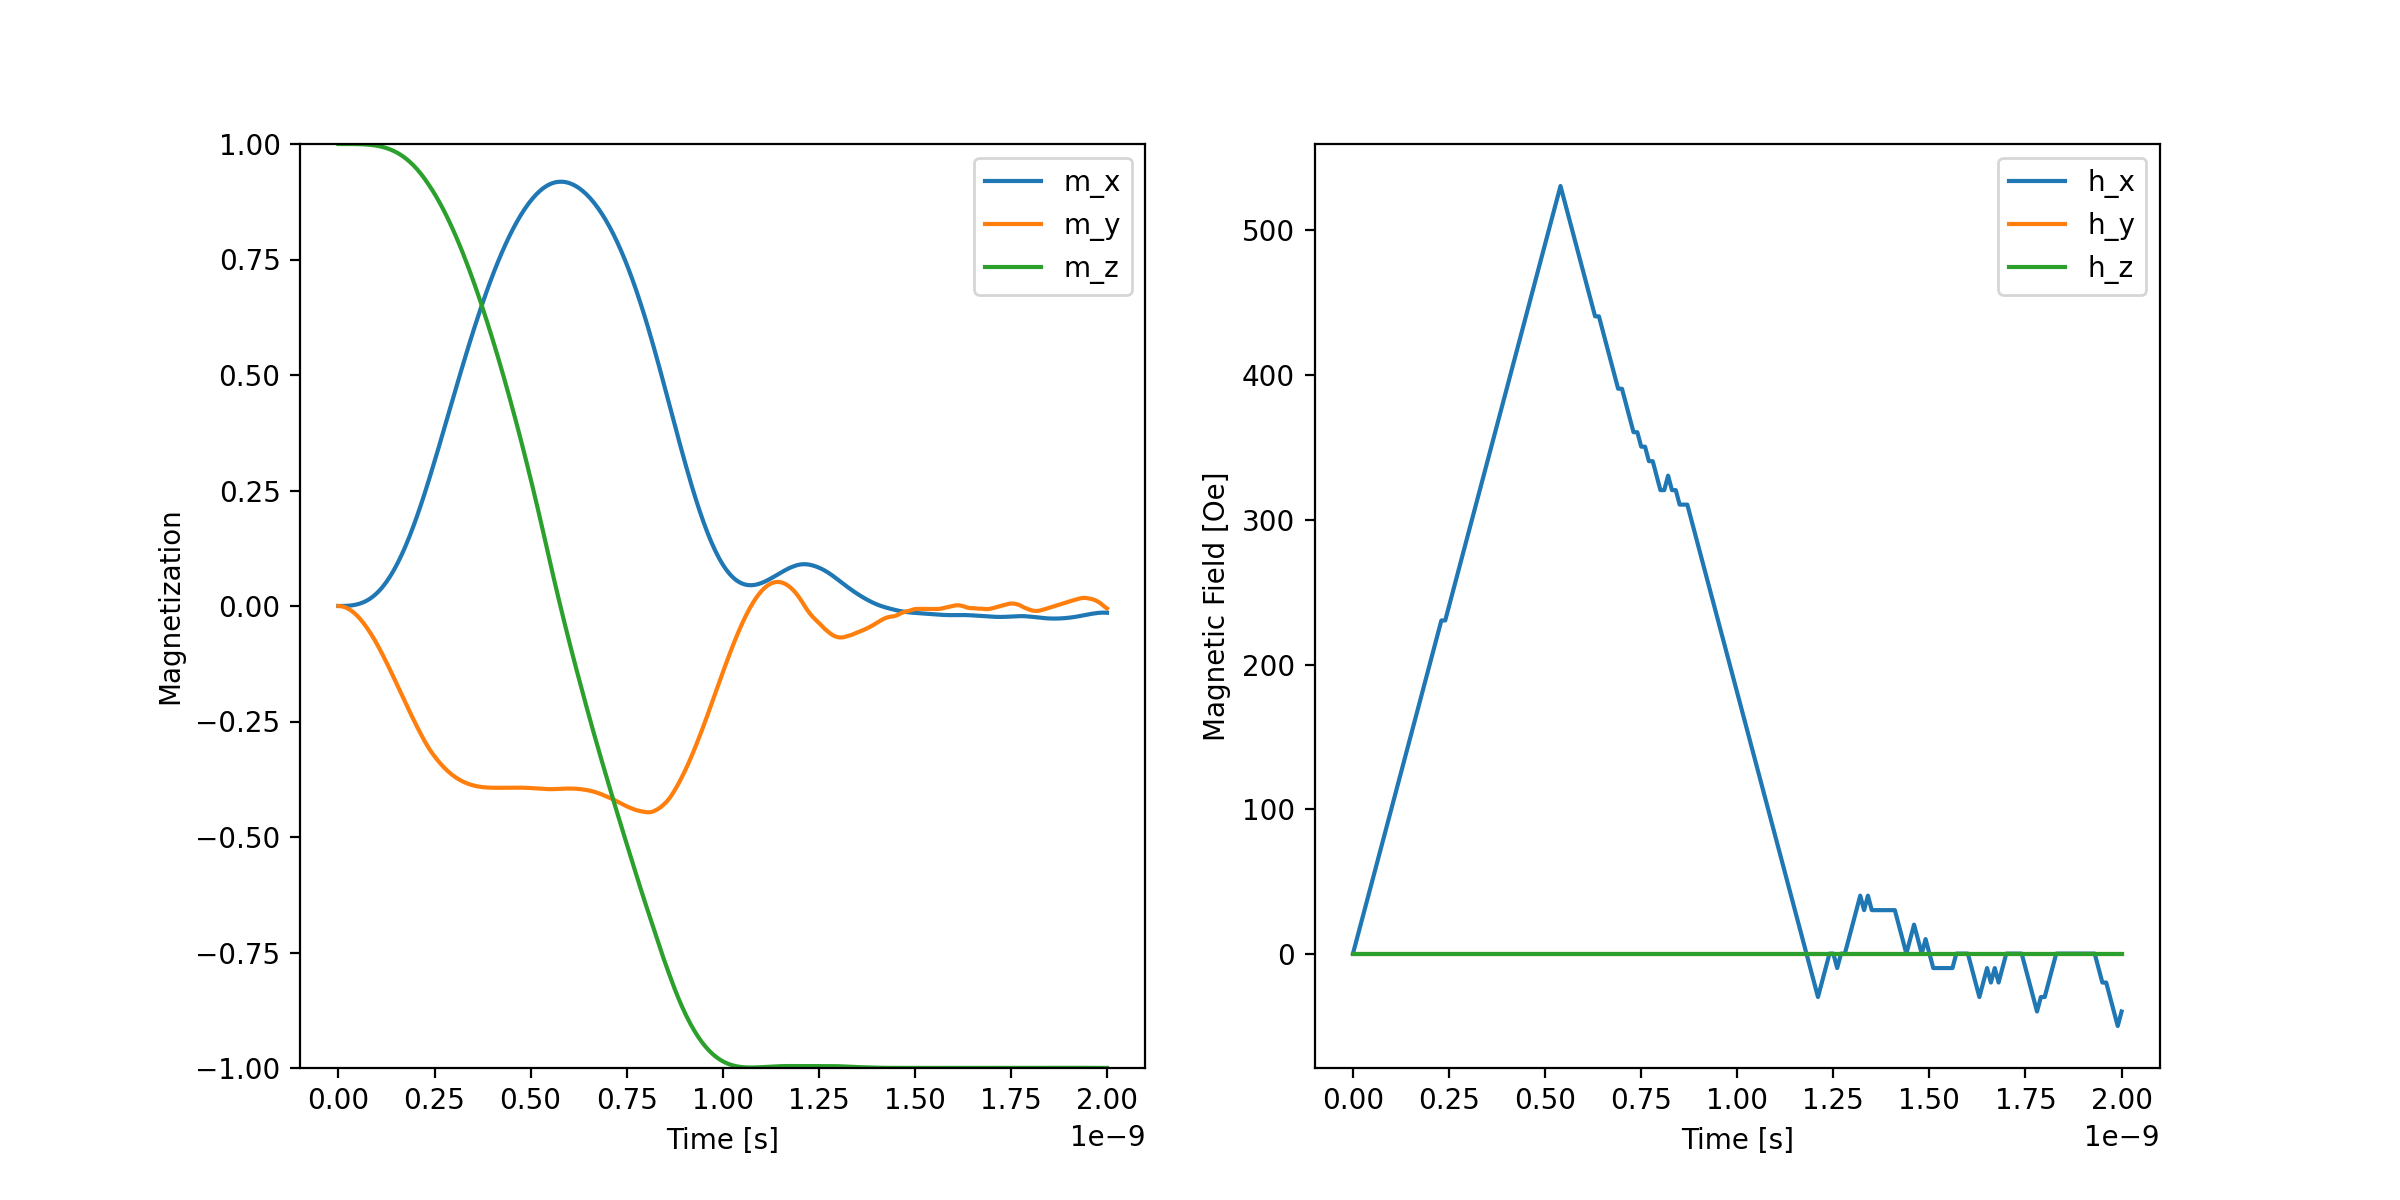 Magnetization
1.00
0.75
0.50
0.25
0.00
−0.25
−0.50
−0.75
−1.00
m_x
m_y
m_z
0.00 0.25 0.50 0.75 1.00 1.25 1.50 1.75 2.00
Time [s]
1e−9
Magnetic Field [Oe]
500
400
300
200
100
0
h_x
h_y
h_z
0.00 0.25 0.50 0.75 1.00 1.25 1.50 1.75 2.00
Time [s]
1e−9